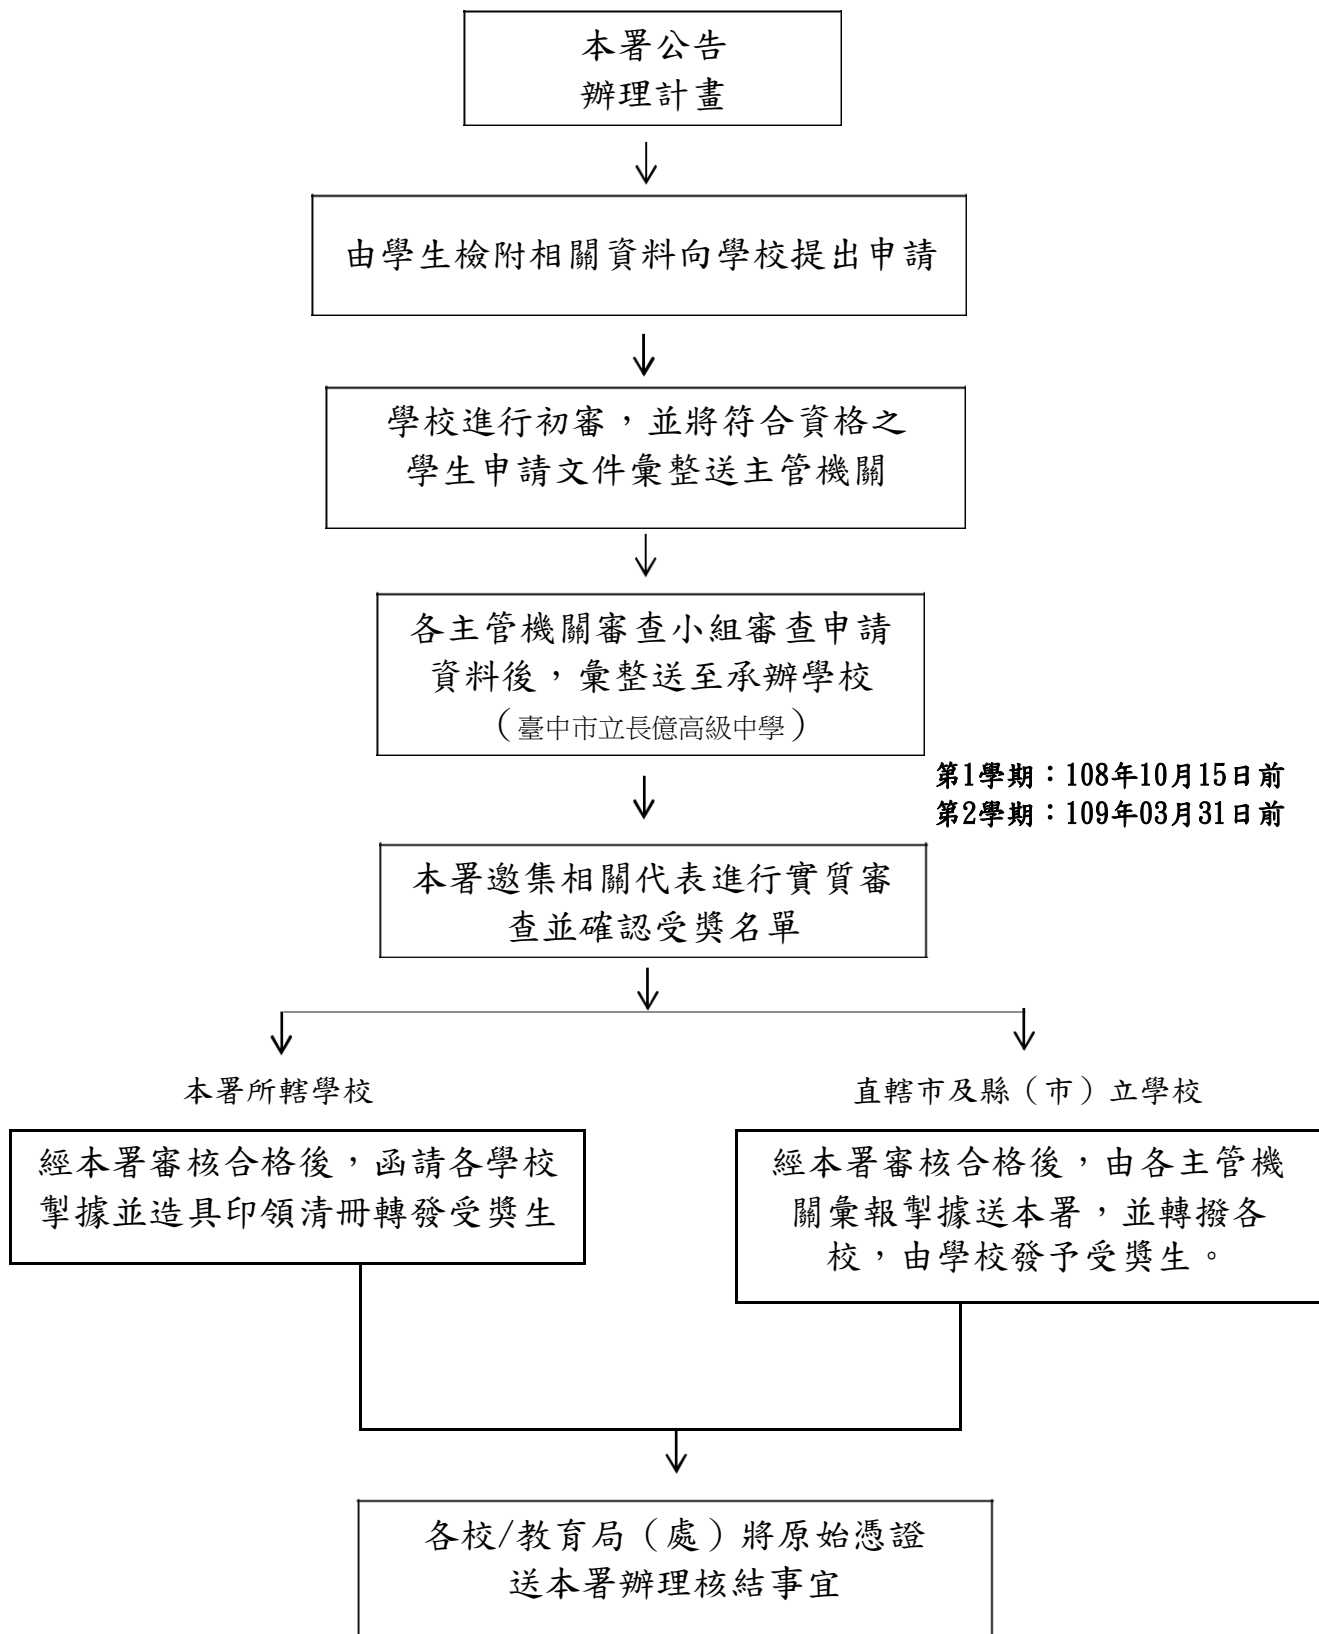 本署公告
辦理計畫
由學生檢附相關資料向學校提出申請
學校進行初審，並將符合資格之
學生申請文件彙整送主管機關
各主管機關審查小組審查申請
資料後，彙整送至承辦學校
（臺中市立長億高級中學）
第1學期：108年10月15日前
第2學期：109年03月31日前
本署邀集相關代表進行實質審
查並確認受獎名單
本署所轄學校
經本署審核合格後，函請各學校
掣據並造具印領清冊轉發受獎生
直轄市及縣（市）立學校
經本署審核合格後，由各主管機
關彙報掣據送本署，並轉撥各
校，由學校發予受獎生。
各校/教育局（處）將原始憑證
送本署辦理核結事宜